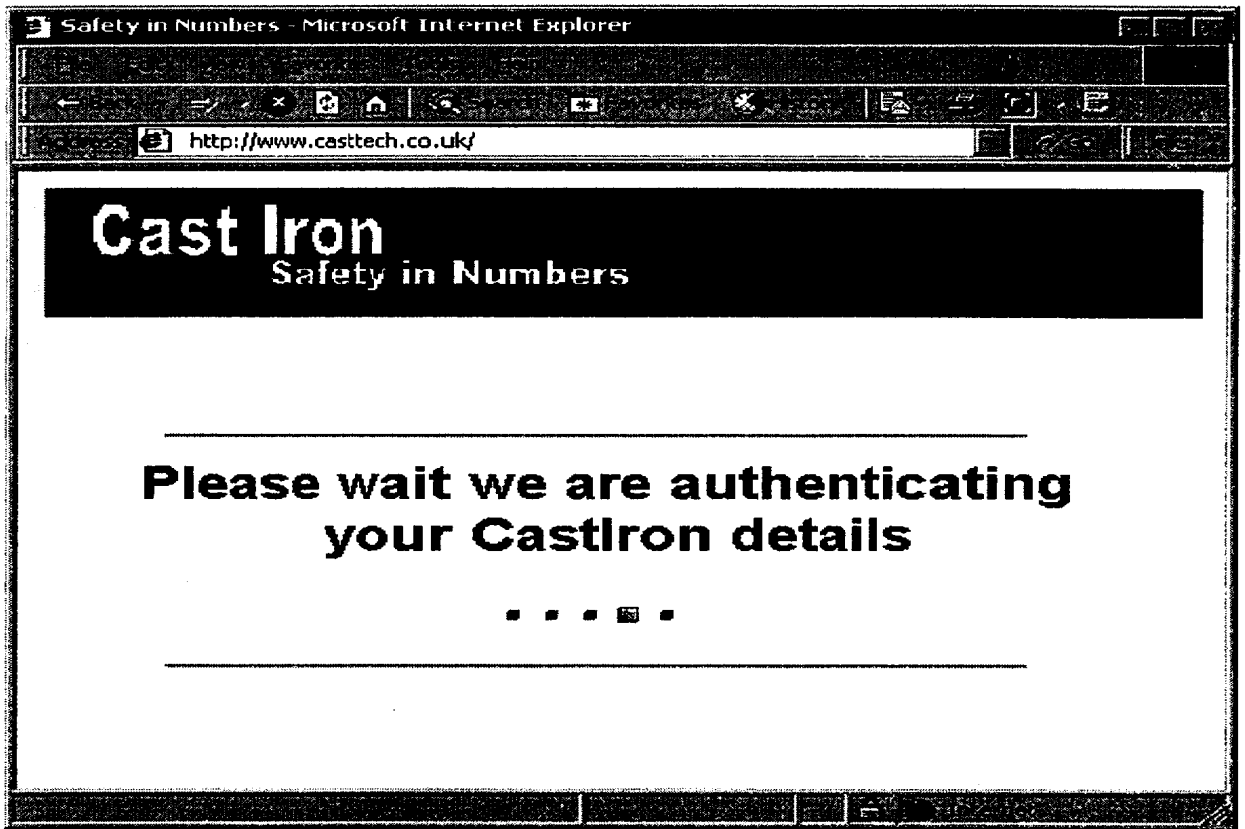 Safety in Numbers - Microsoft Internet Explorer
http://www.casttech.co.uk/
Cast Iron
Safety in Numbers
Please wait we are authenticating
your CastIron details